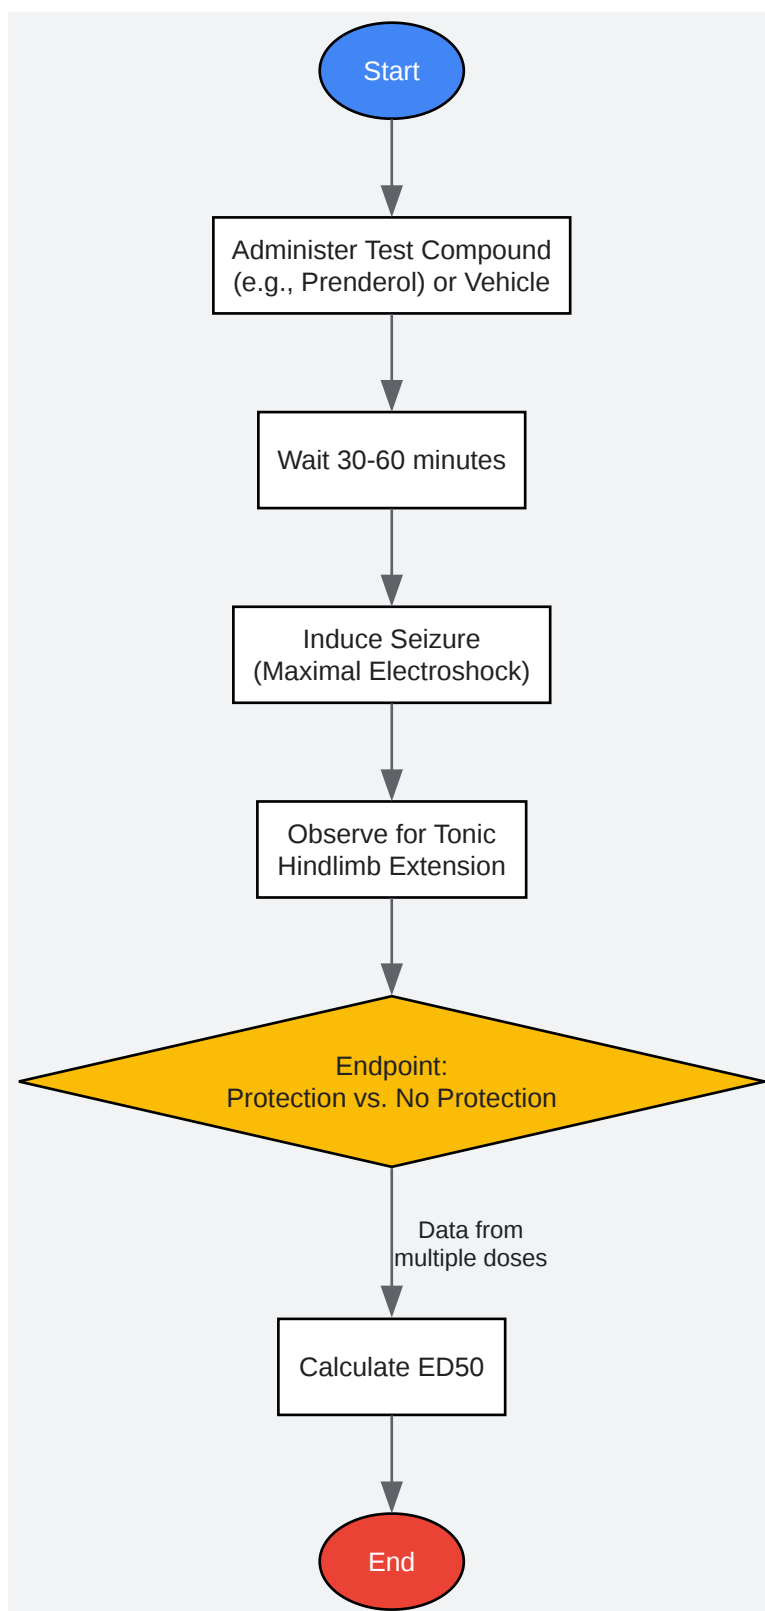 Start
Administer Test Compound
(e.g., Prenderol) or Vehicle
Wait 30-60 minutes
Induce Seizure
(Maximal Electroshock)
Observe for Tonic
Hindlimb Extension
Endpoint:
Protection vs. No Protection
Data from
multiple doses
Calculate ED50
End